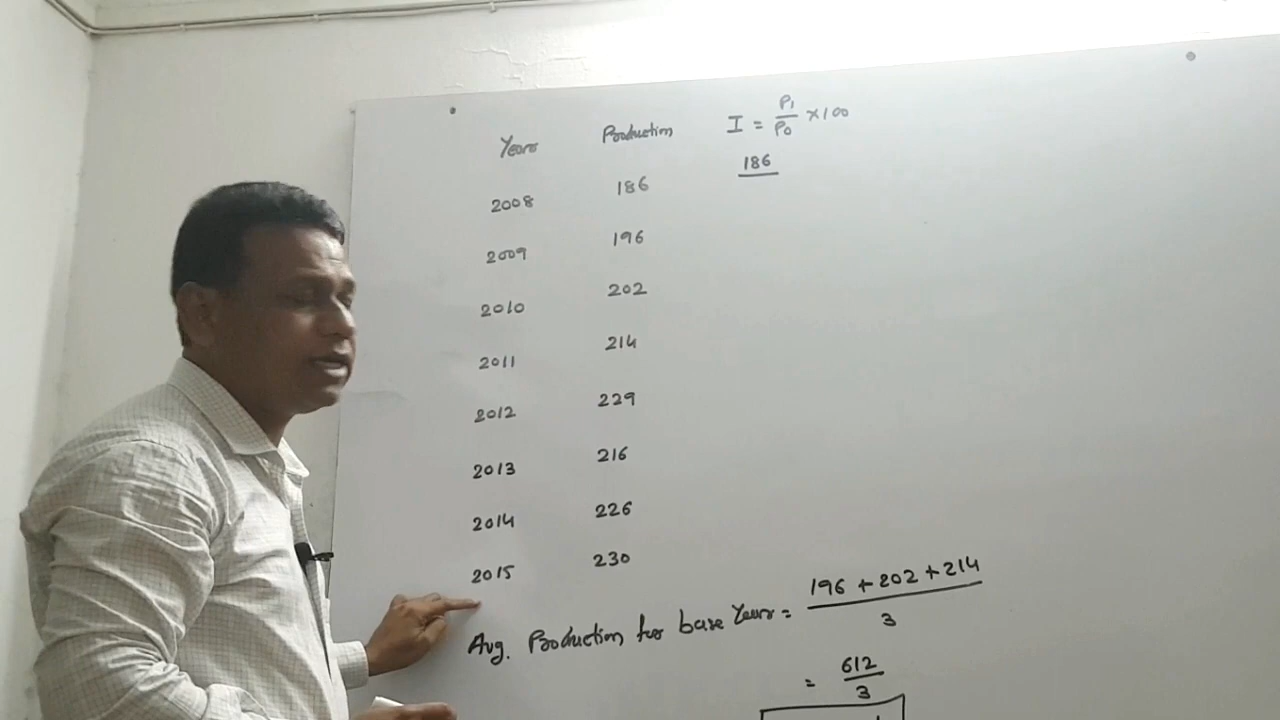 Years Production I = P1/P0 ×100
2008 186 186
2009 196
2010 202
2011 214
2012 229
2013 216
2014 226
2015 230
Avg. Production for base Years = 196 + 202 + 214 / 3
= 612 / 3